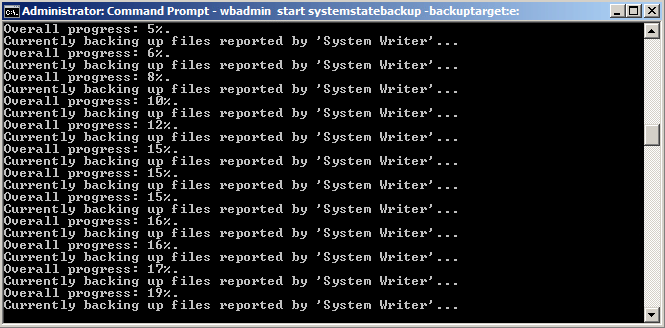 Administrator: Command Prompt - wbadmin  start systemstatebackup -backuptarget:e:
Overall progress: 5%.
Currently backing up files reported by 'System Writer'...
Overall progress: 6%.
Currently backing up files reported by 'System Writer'...
Overall progress: 8%.
Currently backing up files reported by 'System Writer'...
Overall progress: 10%.
Currently backing up files reported by 'System Writer'...
Overall progress: 12%.
Currently backing up files reported by 'System Writer'...
Overall progress: 15%.
Currently backing up files reported by 'System Writer'...
Overall progress: 15%.
Currently backing up files reported by 'System Writer'...
Overall progress: 15%.
Currently backing up files reported by 'System Writer'...
Overall progress: 16%.
Currently backing up files reported by 'System Writer'...
Overall progress: 16%.
Currently backing up files reported by 'System Writer'...
Overall progress: 17%.
Currently backing up files reported by 'System Writer'...
Overall progress: 19%.
Currently backing up files reported by 'System Writer'...